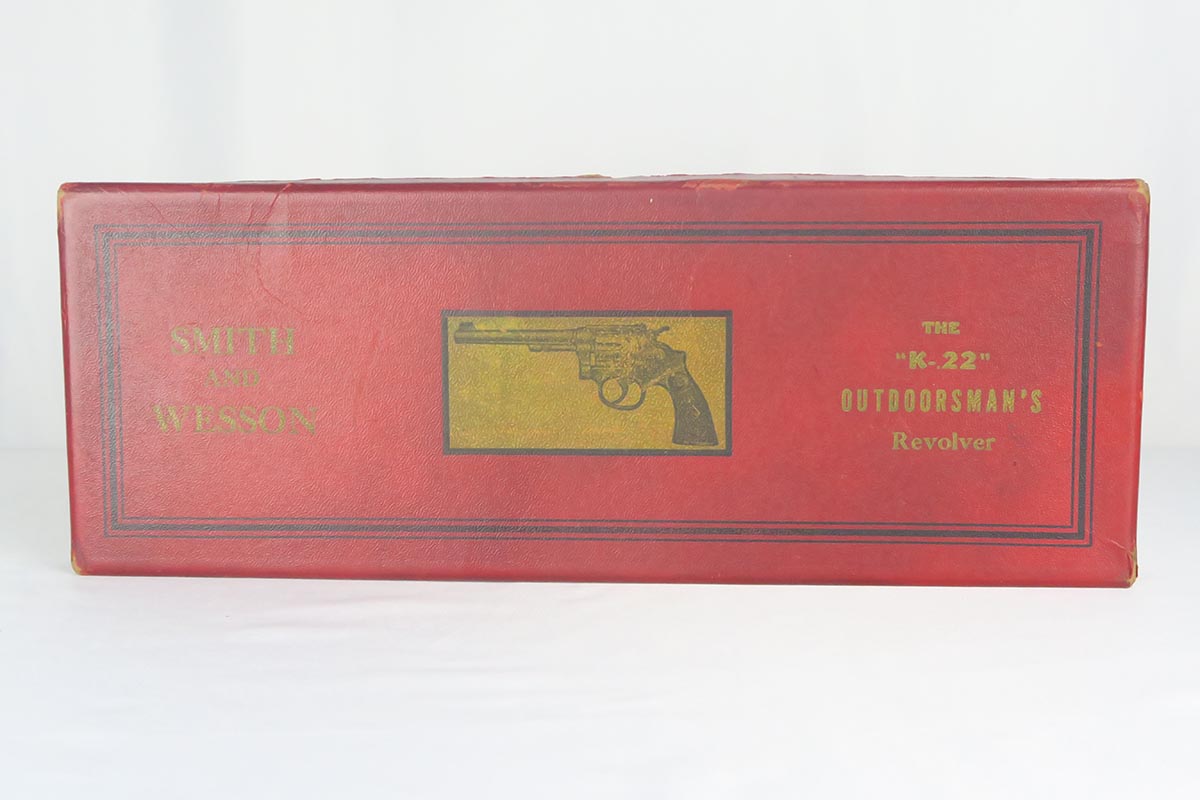 SMITH
AND
WESSON
THE
"K-.22"
OUTDOORSMAN'S
Revolver